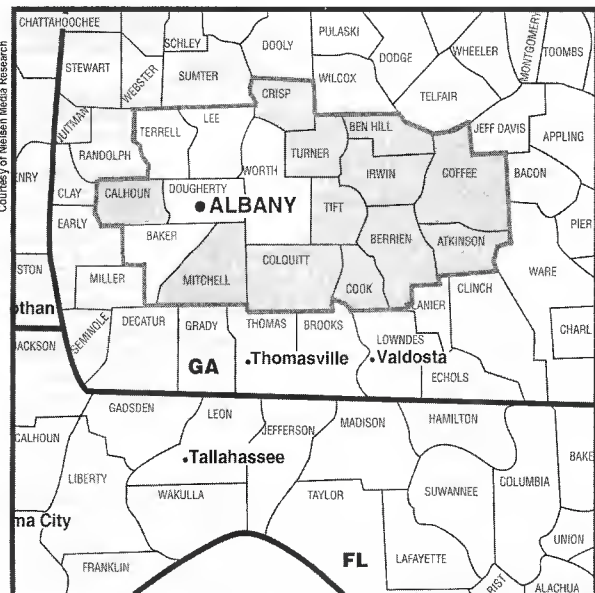 Courtesy of Nielsen Media Research
CHATTAHOOCHEE
SCHLEY
DOOLY
PULASKI
DODGE
WHEELER
MONTGOMERY
TOOMBS
STEWART
WEBSTER
SUMTER
CRISP
WILCOX
TELFAIR
QUITMAN
TERRELL
LEE
BEN HILL
JEFF DAVIS
APPLING
RANDOLPH
TURNER
IRWIN
COFFEE
BACON
HENRY
CLAY
CALHOUN
DOUGHERTY
WORTH
TIFT
ALBANY
EARLY
BAKER
MITCHELL
COLQUITT
BERRIEN
ATKINSON
PIER
WARE
STON
MILLER
COOK
LANIER
CLINCH
othan
SEMINOLE
DECATUR
GRADY
THOMAS
BROOKS
LOWNDES
CHARL
JACKSON
GA
Thomasville
Valdosta
ECHOLS
GADSDEN
LEON
JEFFERSON
MADISON
HAMILTON
CALHOUN
Tallahassee
COLUMBIA
BAKE
LIBERTY
WAKULLA
TAYLOR
SUWANNEE
ma City
UNION
FRANKLIN
FL
LAFAYETTE
RIST
ALACHUA